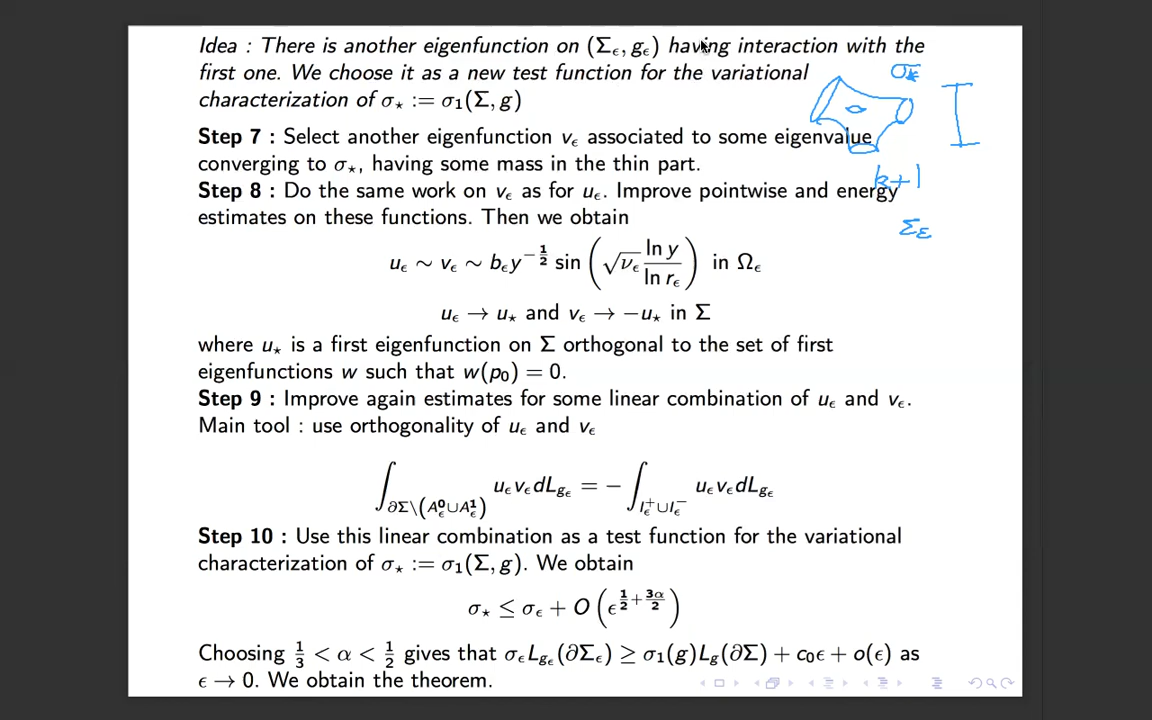 Idea : There is another eigenfunction on (Σ_ϵ, g_ϵ) having interaction with the
first one. We choose it as a new test function for the variational
characterization of σ_⋆ := σ_1(Σ, g)
σ_*
Step 7 : Select another eigenfunction v_ϵ associated to some eigenvalue
converging to σ_⋆, having some mass in the thin part.
k+1
Step 8 : Do the same work on v_ϵ as for u_ϵ. Improve pointwise and energy
estimates on these functions. Then we obtain
Σ_ε
u_ϵ ∼ v_ϵ ∼ b_ϵ y^{-1/2} sin (√ν_ϵ ln y / ln r_ϵ) in Ω_ϵ
u_ϵ → u_⋆ and v_ϵ → −u_⋆ in Σ
where u_⋆ is a first eigenfunction on Σ orthogonal to the set of first
eigenfunctions w such that w(p_0) = 0.
Step 9 : Improve again estimates for some linear combination of u_ϵ and v_ϵ.
Main tool : use orthogonality of u_ϵ and v_ϵ
∫_{∂Σ\(A_ϵ^0∪A_ϵ^1)} u_ϵ v_ϵ dL_{g_ϵ} = − ∫_{I_ϵ^+∪I_ϵ^-} u_ϵ v_ϵ dL_{g_ϵ}
Step 10 : Use this linear combination as a test function for the variational
characterization of σ_⋆ := σ_1(Σ, g). We obtain
σ_⋆ ≤ σ_ϵ + O (ϵ^{1/2 + 3α/2})
Choosing 1/3 < α < 1/2 gives that σ_ϵ L_{g_ϵ}(∂Σ_ϵ) ≥ σ_1(g)L_g(∂Σ) + c_0ϵ + o(ϵ) as
ϵ → 0. We obtain the theorem.